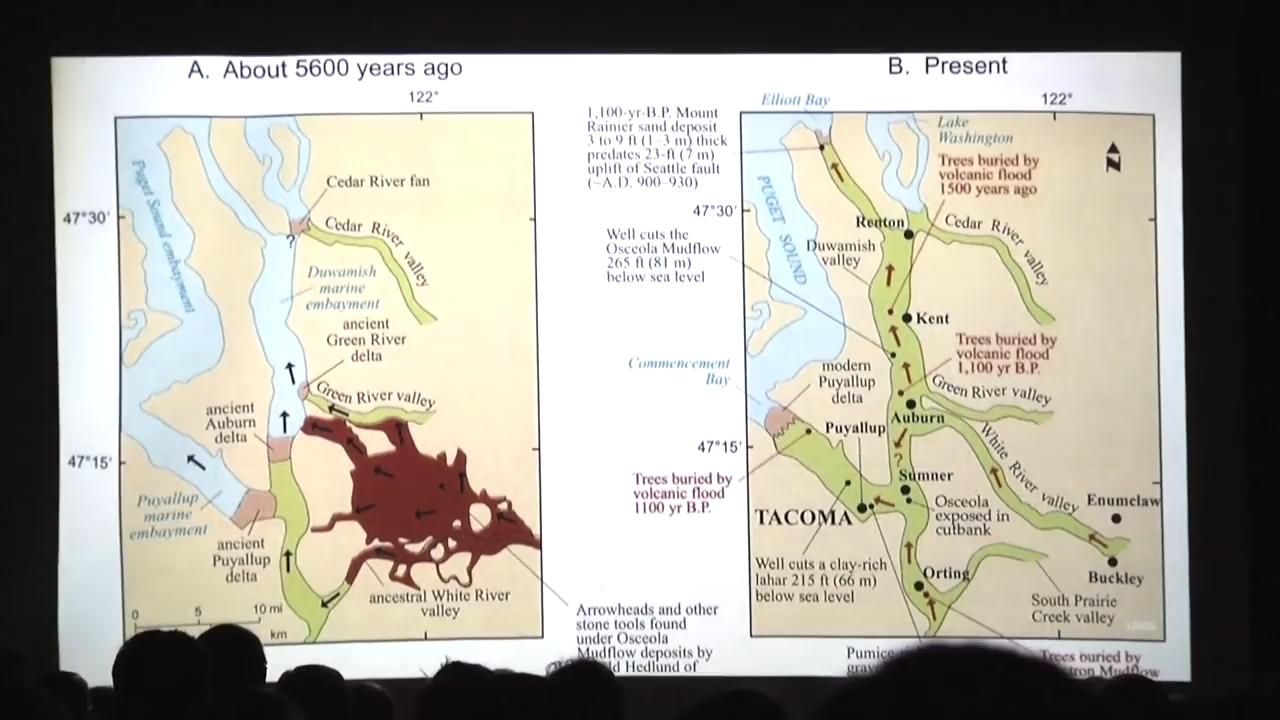 A. About 5600 years ago
122°
47°30'
47°15'
Puget Sound embayment
Cedar River fan
Cedar River valley
?
Duwamish
marine
embayment
ancient
Green River
delta
Green River valley
ancient
Auburn
delta
Puyallup
marine
embayment
ancient
Puyallup
delta
ancestral White River
valley
0 5 10 mi
km
1,100-yr-B.P. Mount
Rainier sand deposit
3 to 9 ft (1–3 m) thick
predates 23-ft (7 m)
uplift of Seattle fault
(~A.D. 900–930)
Well cuts the
Osceola Mudflow
265 ft (81 m)
below sea level
Commencement
Bay
Trees buried by
volcanic flood
1100 yr B.P.
Arrowheads and other
stone tools found
under Osceola
Mudflow deposits by
Hedlund of
B. Present
122°
Elliott Bay
Lake
Washington
N
Trees buried by
volcanic flood
1500 years ago
47°30'
PUGET SOUND
Renton
Cedar River valley
Duwamish
valley
Kent
Trees buried by
volcanic flood
1,100 yr B.P.
modern
Puyallup
delta
Green River valley
Auburn
Puyallup
47°15'
?
White River valley
Sumner
Enumclaw
Osceola
exposed in
cutbank
TACOMA
Well cuts a clay-rich
lahar 215 ft (66 m)
below sea level
Orting
Buckley
South Prairie
Creek valley
USGS
Trees buried by
Mudflow